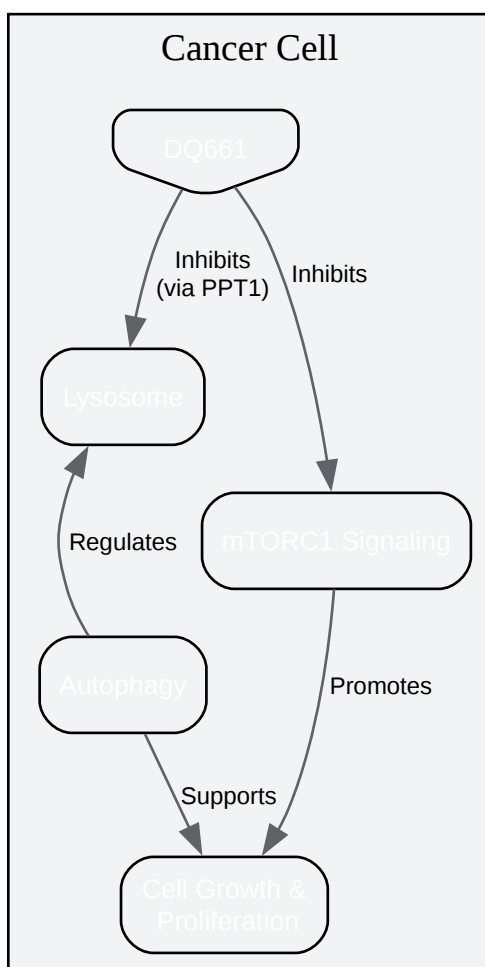 Cancer Cell
DQ661
Inhibits
(via PPT1)
Inhibits
Lysosome
Regulates
mTORC1 Signaling
Autophagy
Promotes
Supports
Cell Growth &
Proliferation